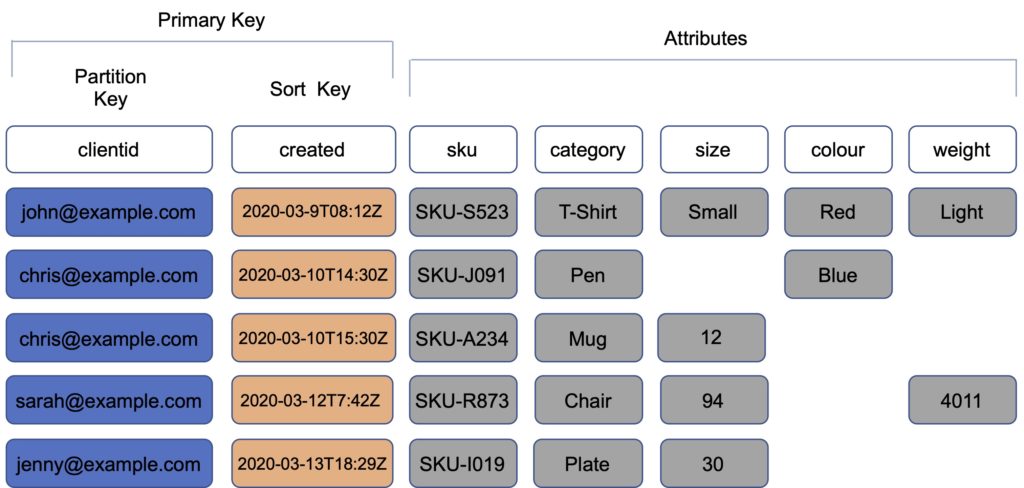 Primary Key
Attributes
Partition
Key
Sort Key
clientid created sku category size colour weight
john@example.com 2020-03-9T08:12Z SKU-S523 T-Shirt Small Red Light
chris@example.com 2020-03-10T14:30Z SKU-J091 Pen Blue
chris@example.com 2020-03-10T15:30Z SKU-A234 Mug 12
sarah@example.com 2020-03-12T7:42Z SKU-R873 Chair 94 4011
jenny@example.com 2020-03-13T18:29Z SKU-I019 Plate 30